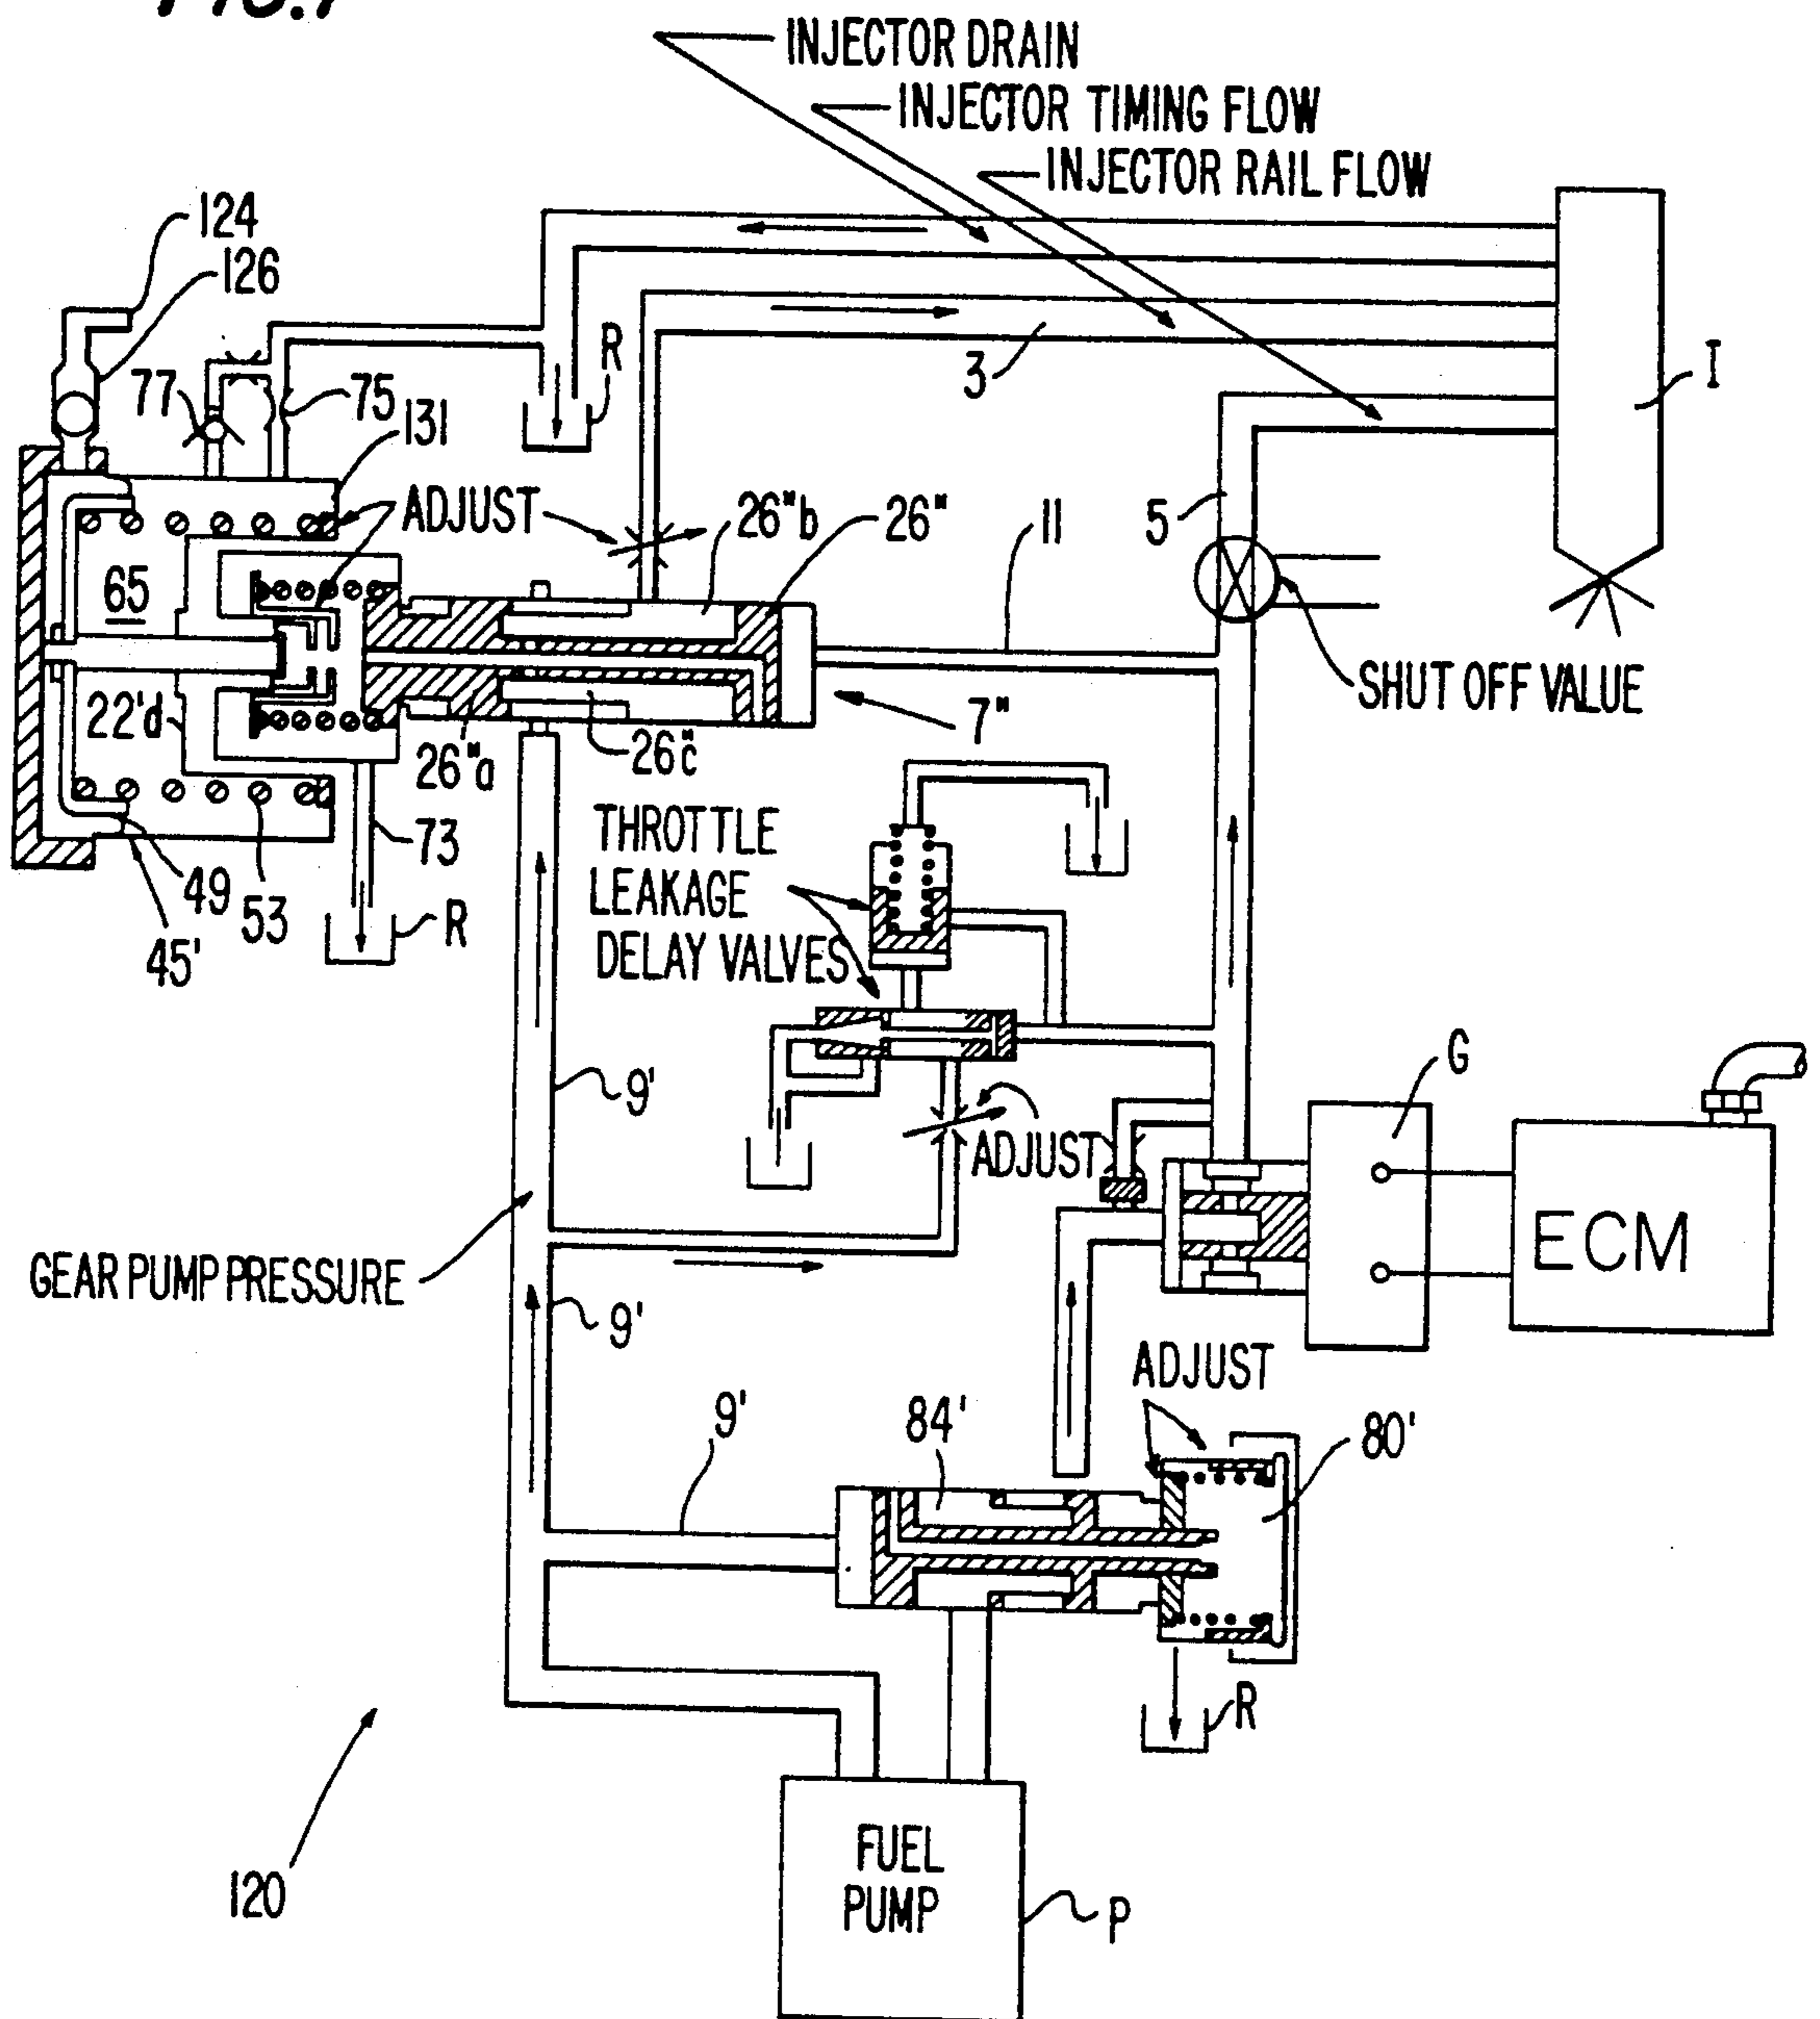 FIG.7
INJECTOR DRAIN
INJECTOR TIMING FLOW
INJECTOR RAIL FLOW
124
126
R
3
I
77
75
131
ADJUST
26"b
26"
11
5
65
SHUT OFF VALUE
22'd
7"
26"a
26"c
THROTTLE
LEAKAGE
DELAY VALVES
73
49
53
R
45'
G
9'
ADJUST
ECM
GEAR PUMP PRESSURE
9'
ADJUST
9'
84'
80'
R
120
FUEL
PUMP
P